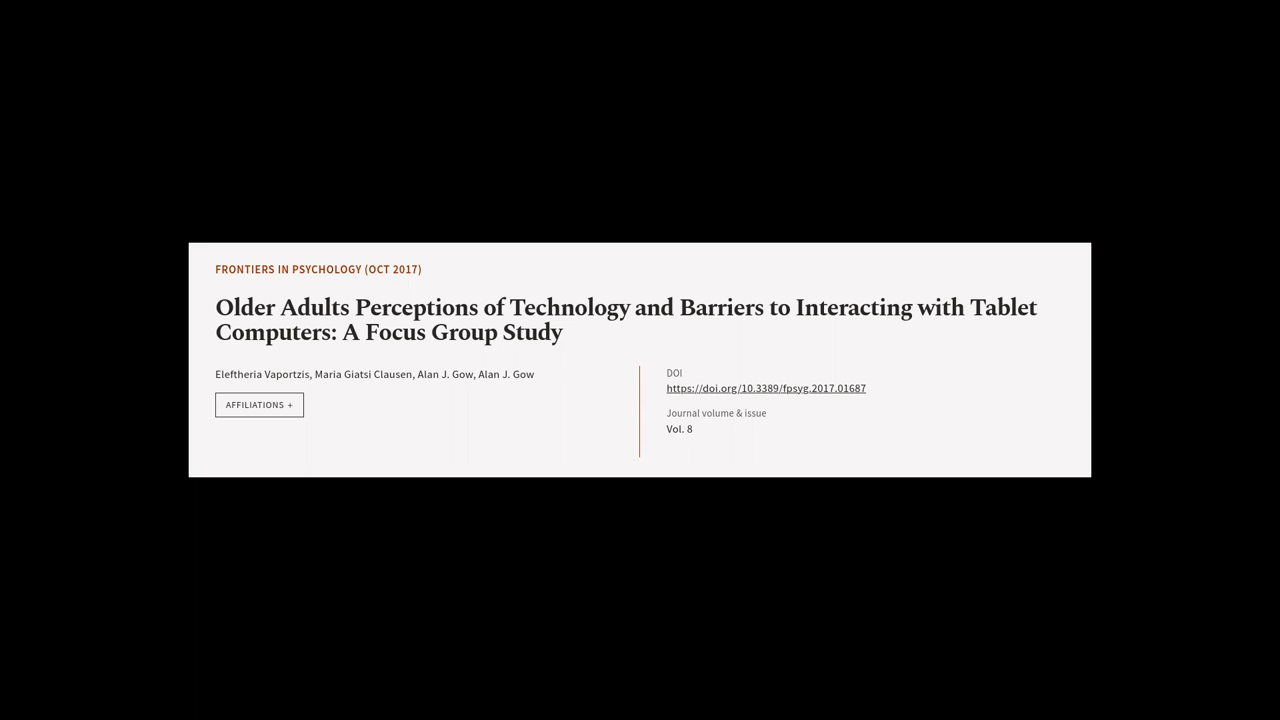 FRONTIERS IN PSYCHOLOGY (OCT 2017)
Older Adults Perceptions of Technology and Barriers to Interacting with Tablet
Computers: A Focus Group Study
Eleftheria Vaportzis, Maria Giatsi Clausen, Alan J. Gow, Alan J. Gow
AFFILIATIONS +
DOI
https://doi.org/10.3389/fpsyg.2017.01687
Journal volume & issue
Vol. 8